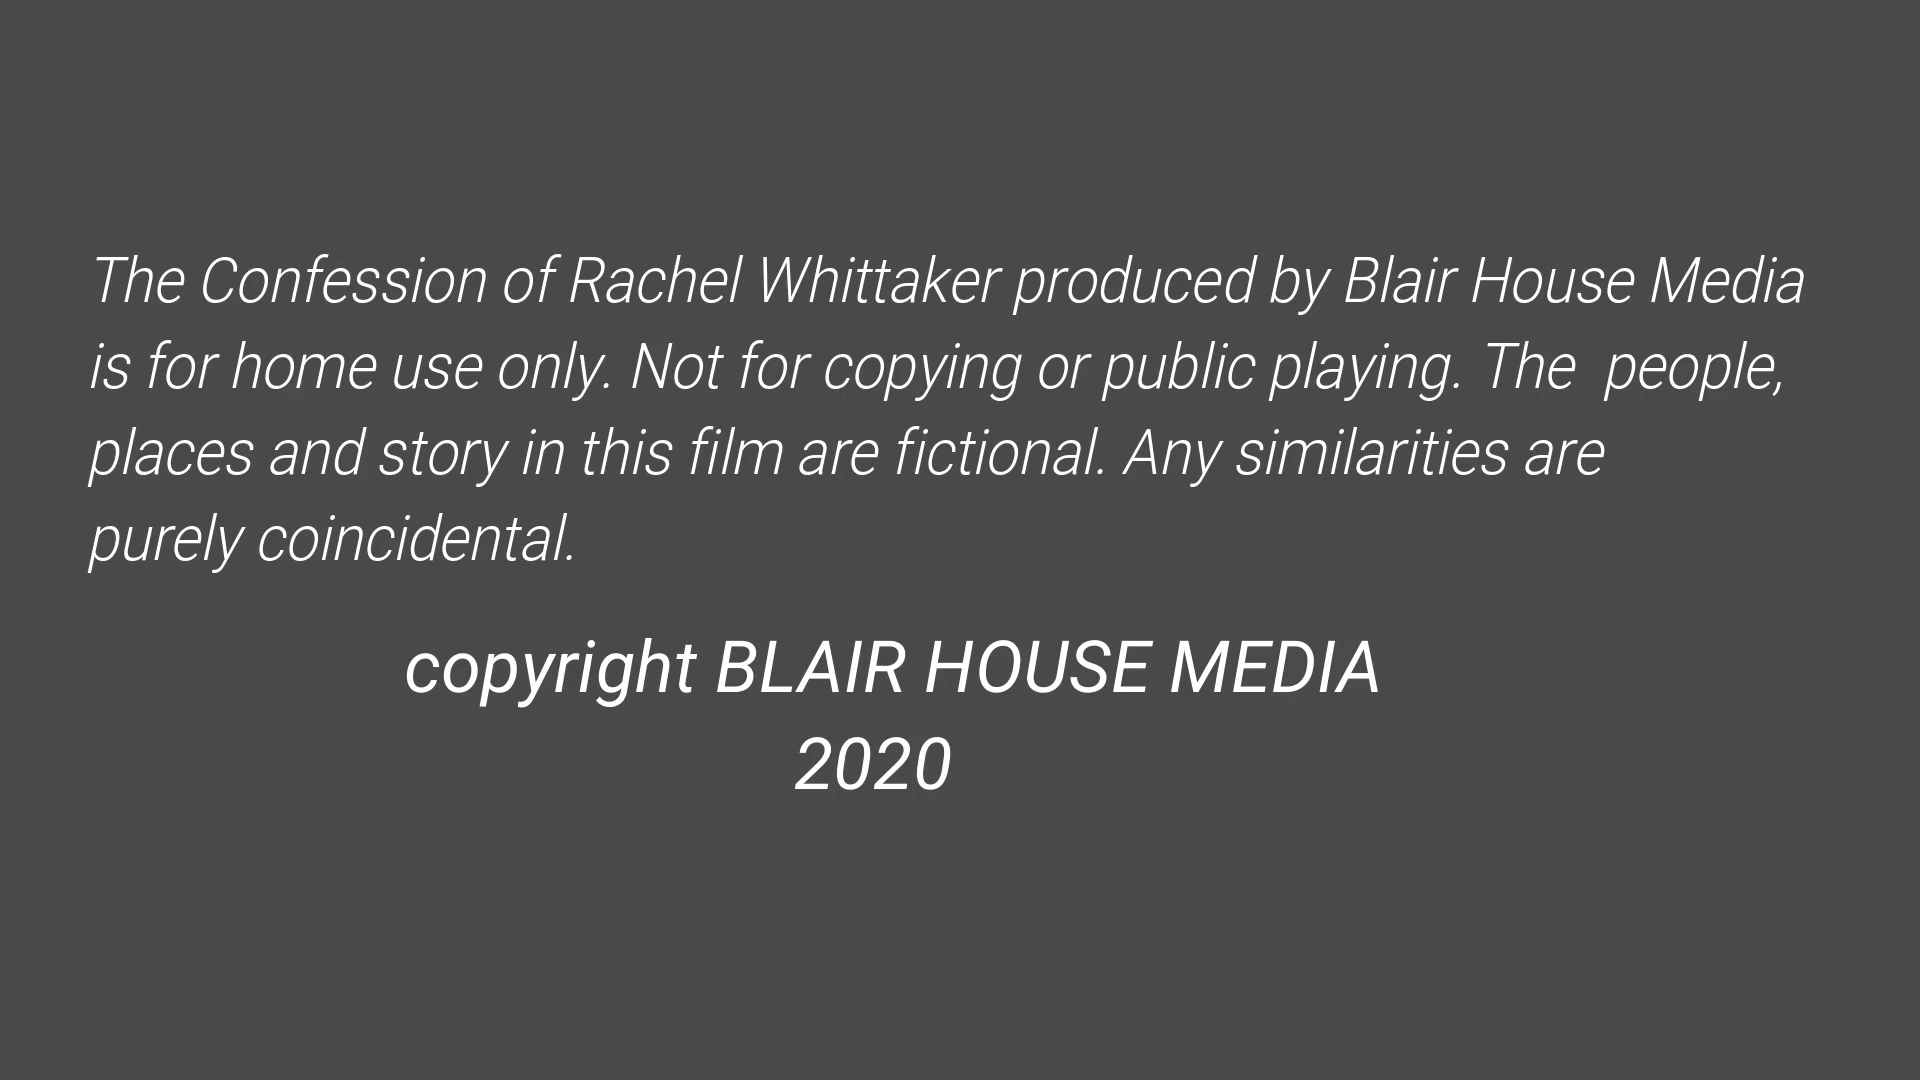 The Confession of Rachel Whittaker produced by Blair House Media
is for home use only. Not for copying or public playing. The  people,
places and story in this film are fictional. Any similarities are
purely coincidental.
copyright BLAIR HOUSE MEDIA
2020